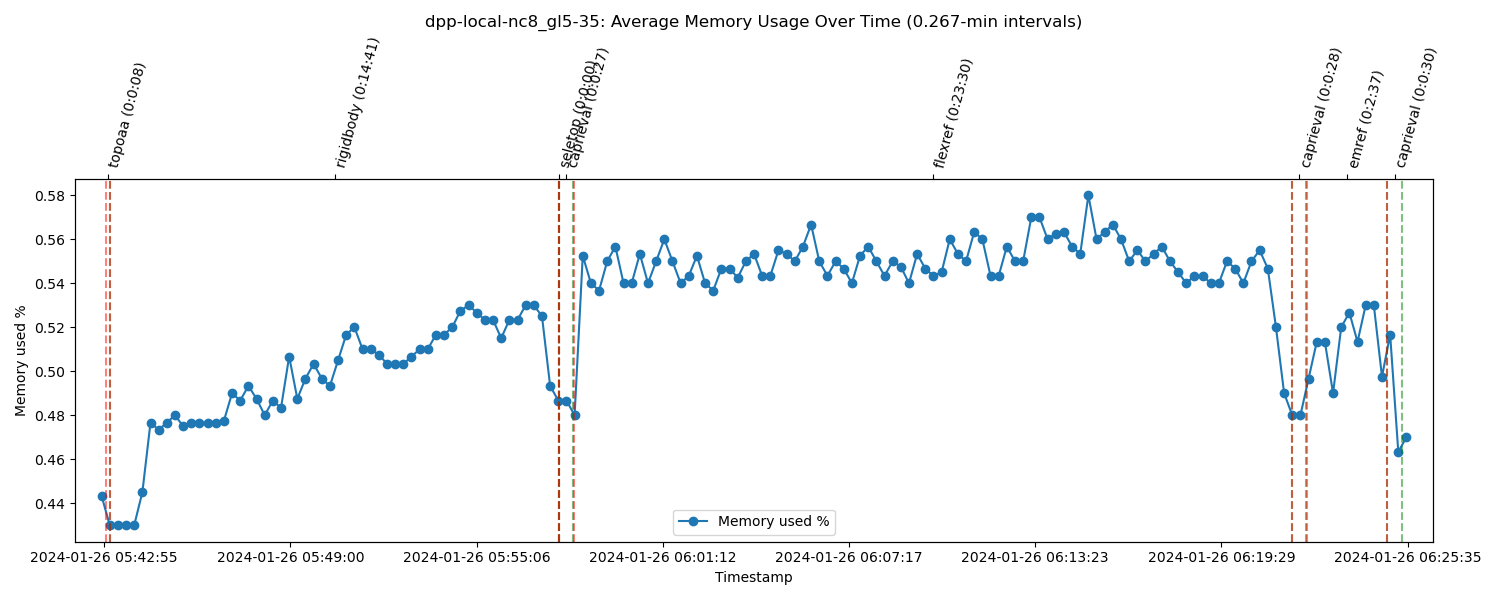 dpp-local-nc8_gl5-35: Average Memory Usage Over Time (0.267-min intervals)
topoaa (0:0:08)
rigidbody (0:14:41)
seletop (0:0:00)
caprieval (0:0:27)
flexref (0:23:30)
caprieval (0:0:28)
emref (0:2:37)
caprieval (0:0:30)
Memory used %
0.58
0.56
0.54
0.52
0.50
0.48
0.46
0.44
Memory used %
2024-01-26 05:42:55
2024-01-26 05:49:00
2024-01-26 05:55:06
2024-01-26 06:01:12
2024-01-26 06:07:17
2024-01-26 06:13:23
2024-01-26 06:19:29
2024-01-26 06:25:35
Timestamp